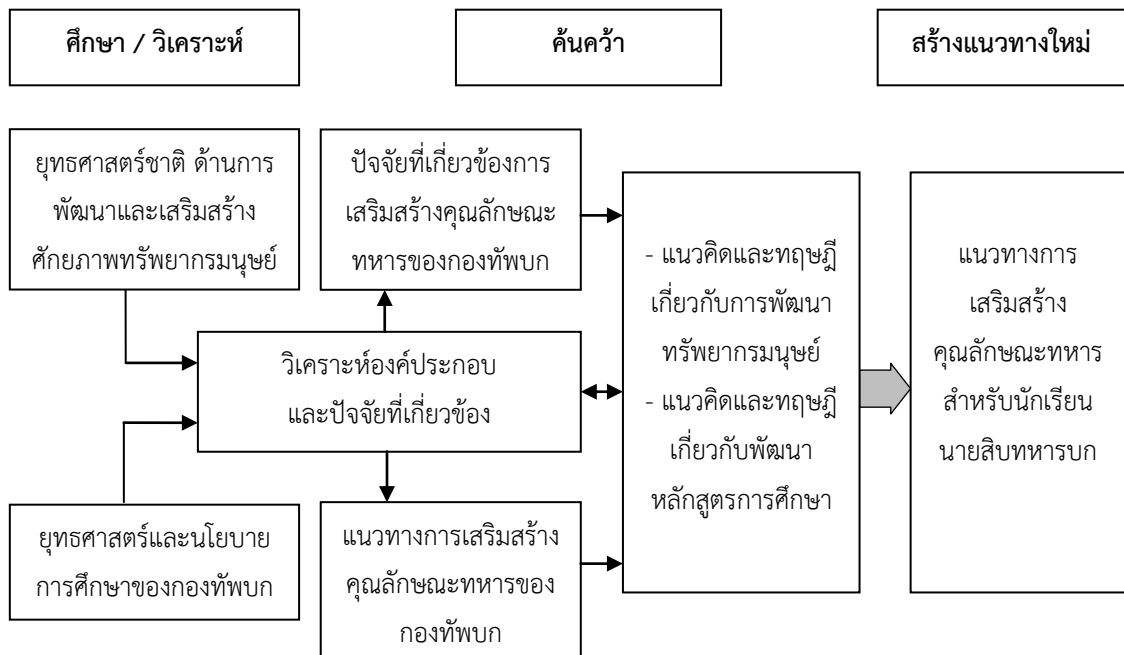 ศึกษา / วิเคราะห์
ค้นคว้า
สร้างแนวทางใหม่
ยุทธศาสตร์ชาติ ด้านการ
พัฒนาและเสริมสร้าง
ศักยภาพทรัพยากรมนุษย์
ปัจจัยที่เกี่ยวข้องการ
เสริมสร้างคุณลักษณะ
ทหารของกองทัพบก
วิเคราะห์องค์ประกอบ
และปัจจัยที่เกี่ยวข้อง
ยุทธศาสตร์และนโยบาย
การศึกษาของกองทัพบก
แนวทางการเสริมสร้าง
คุณลักษณะทหารของ
กองทัพบก
- แนวคิดและทฤษฎี
เกี่ยวกับการพัฒนา
ทรัพยากรมนุษย์
- แนวคิดและทฤษฎี
เกี่ยวกับพัฒนา
หลักสูตรการศึกษา
แนวทางการ
เสริมสร้าง
คุณลักษณะทหาร
สำหรับนักเรียน
นายสิบทหารบก